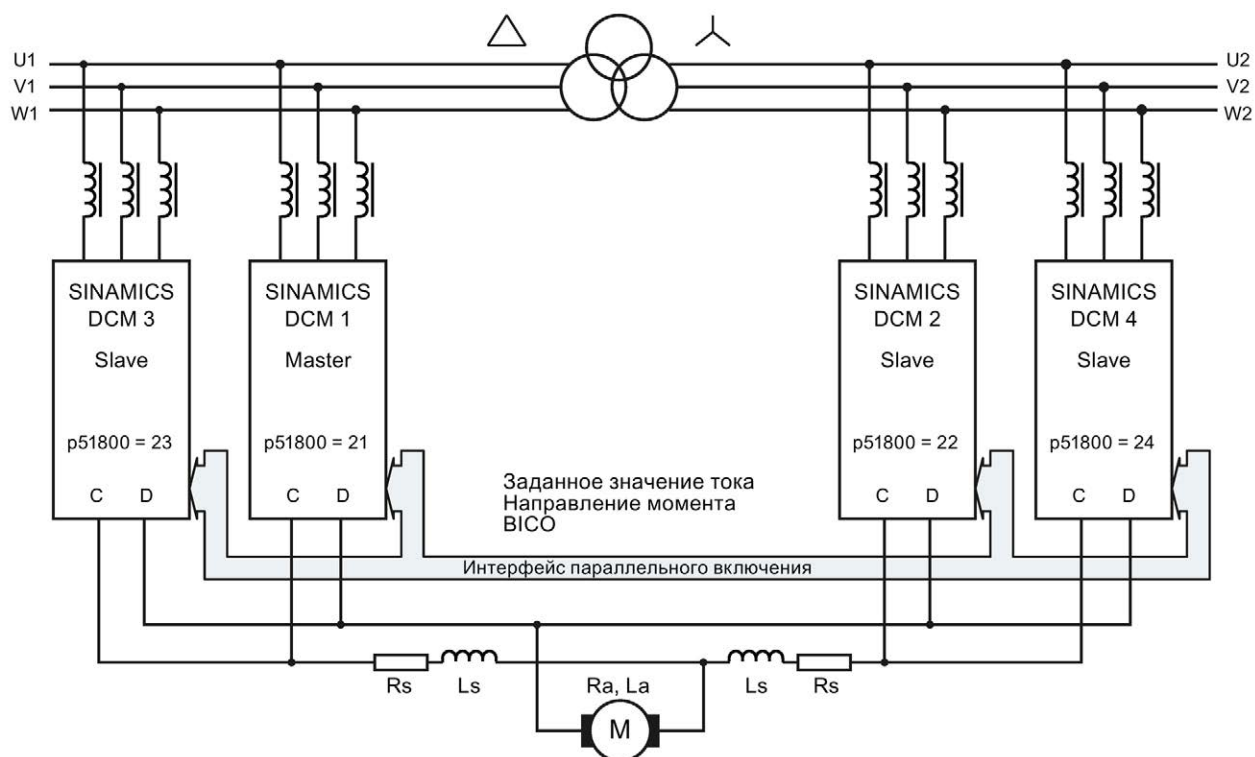 U1
V1
W1
U2
V2
W2
SINAMICS
DCM 3
Slave
p51800 = 23
C D
SINAMICS
DCM 1
Master
p51800 = 21
C D
SINAMICS
DCM 2
Slave
p51800 = 22
C D
SINAMICS
DCM 4
Slave
p51800 = 24
C D
Заданное значение тока
Направление момента
BICO
Интерфейс параллельного включения
Rs Ls
Ra, La
Ls Rs
M